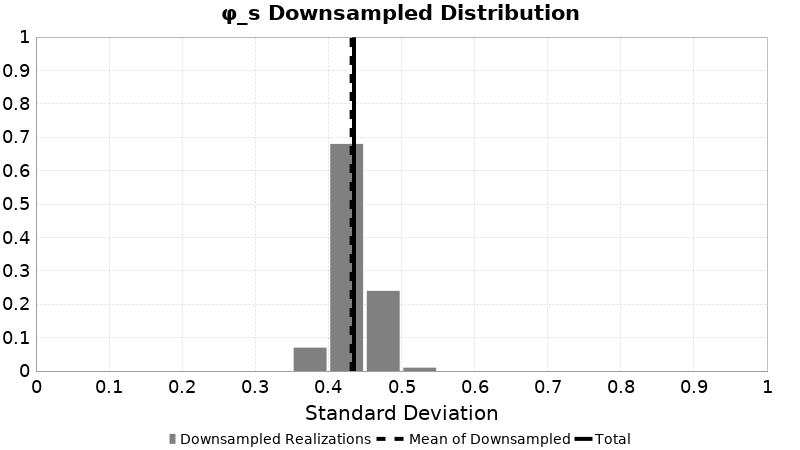 φ_s Downsampled Distribution
1
0.9
0.8
0.7
0.6
0.5
0.4
0.3
0.2
0.1
0
0 0.1 0.2 0.3 0.4 0.5 0.6 0.7 0.8 0.9 1
Standard Deviation
Downsampled Realizations Mean of Downsampled Total